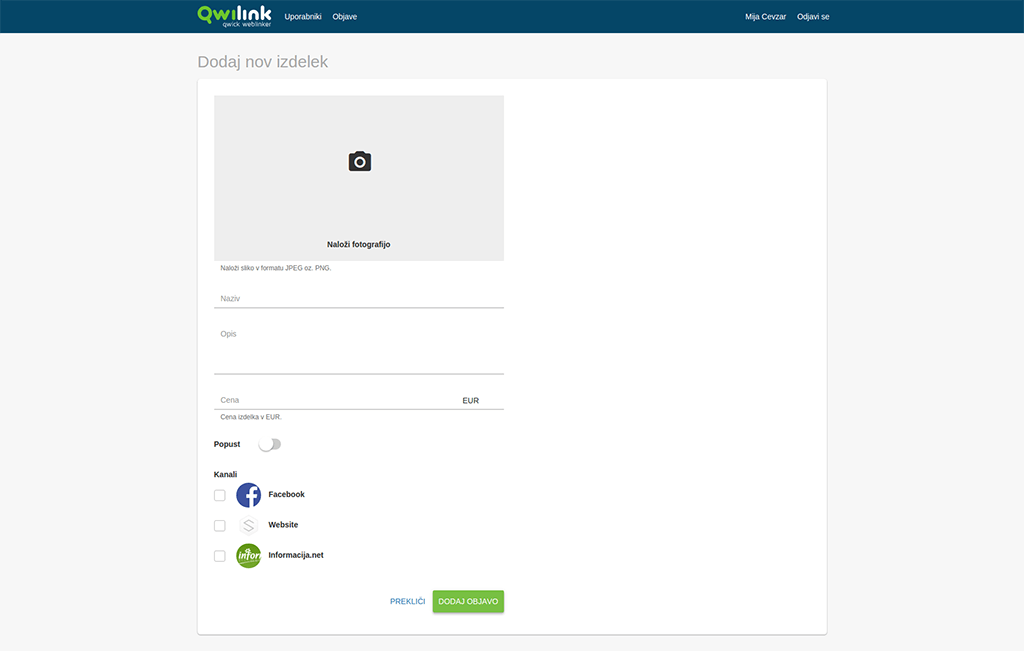 Qwilink
qwick weblinker
Uporabniki Objave
Mija Cevzar Odjavi se
Dodaj nov izdelek
Naloži fotografijo
Naloži sliko v formatu JPEG oz. PNG.
Naziv
Opis
Cena EUR
Cena izdelka v EUR.
Popust
Kanali
Facebook
Website
infor
Informacija.net
PREKLIČI DODAJ OBJAVO